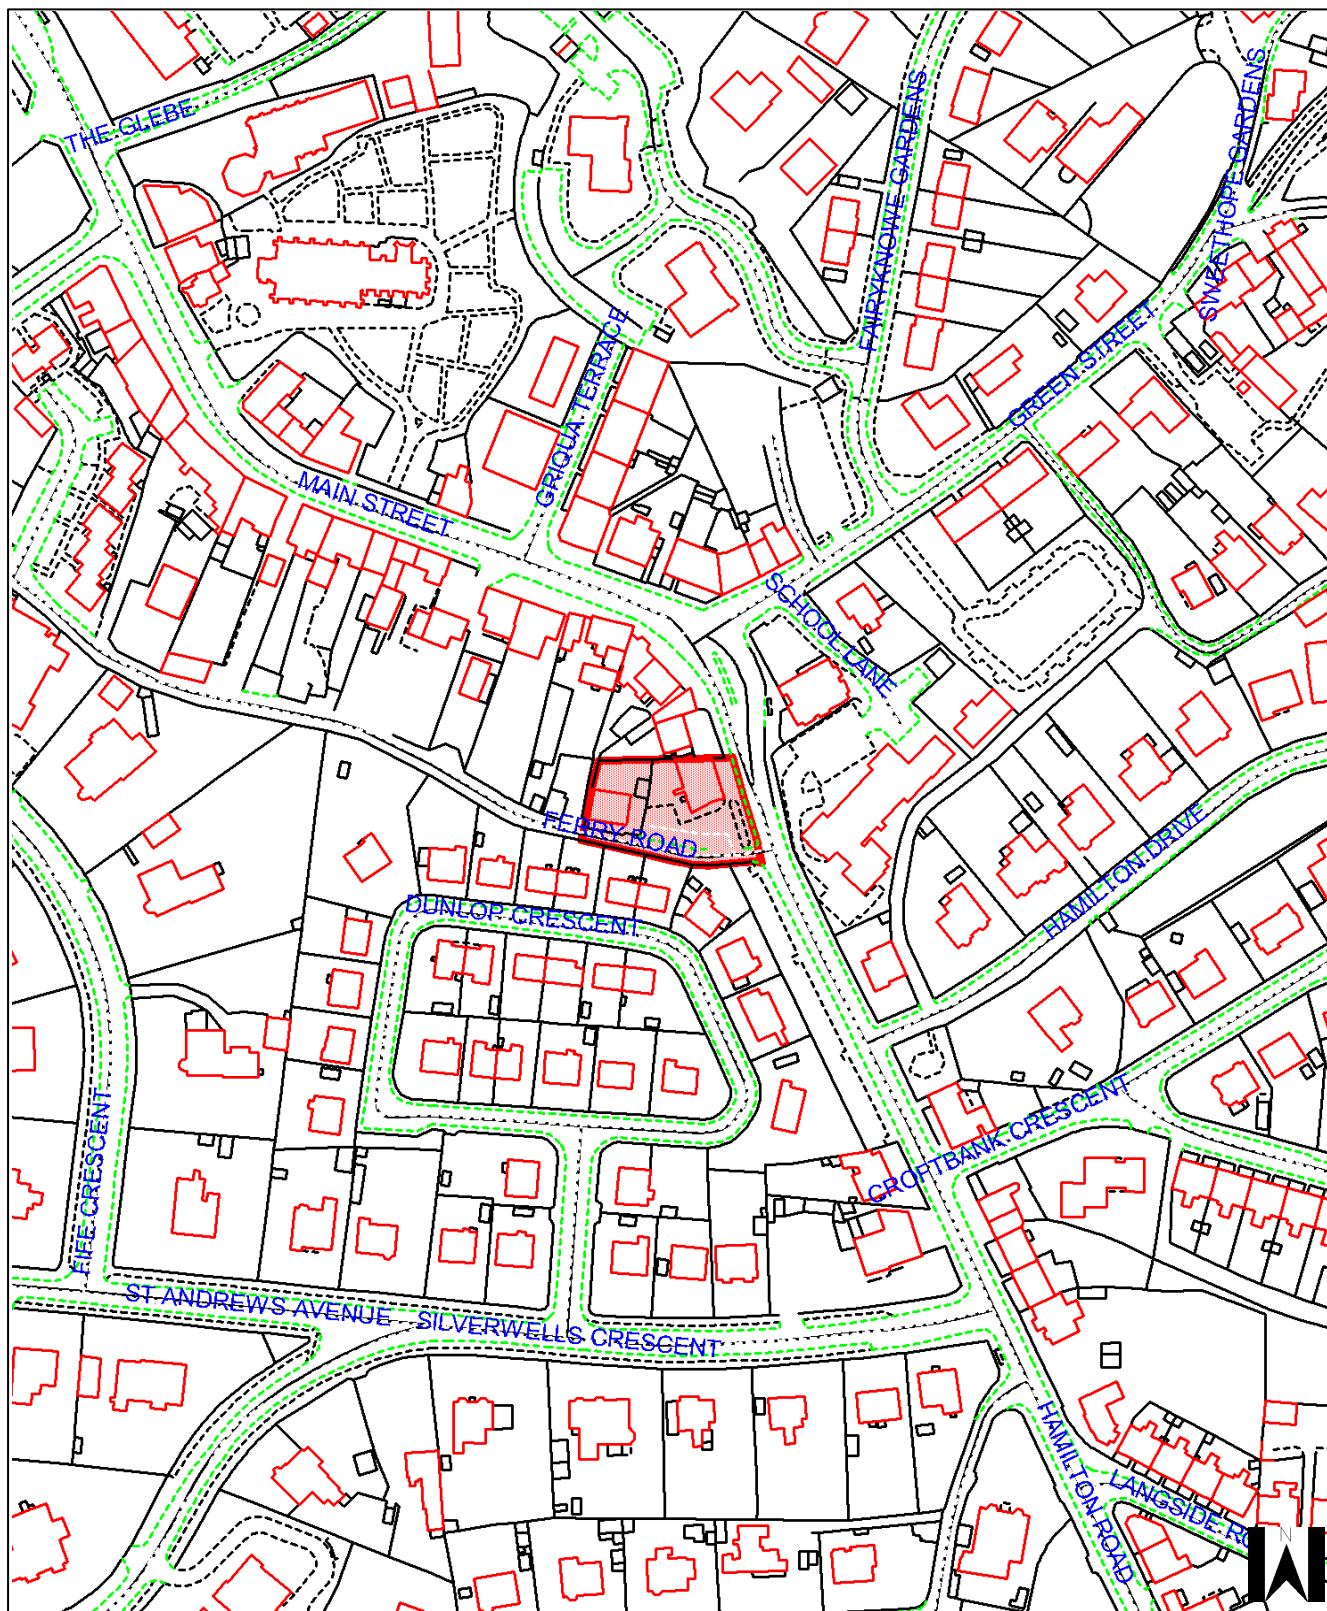 THE GLEBE
FAIRYKNOWE GARDENS
SWEETHOPE GARDENS
GRIQUA TERRACE
GREEN STREET
MAIN STREET
SCHOOL LANE
FERRY ROAD
HAMILTON DRIVE
DUNLOP CRESCENT
CROFTBANK CRESCENT
FIFE CRESCENT
ST ANDREWS AVENUE
SILVERWELLS CRESCENT
HAMILTON ROAD
LANGSIDE
N